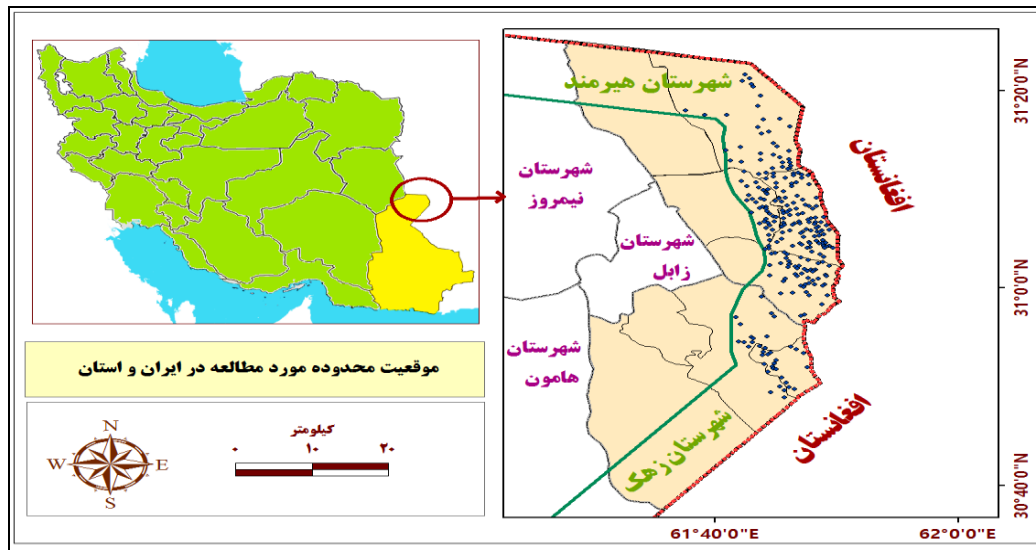 شهرستان هیرمند
افغانستان
شهرستان
نیمروز
شهرستان
زابل
شهرستان
هامون
شهرستان زهک
افغانستان
31°20'0"N
31°0'0"N
30°40'0"N
61°40'0"E
62°0'0"E
موقعیت محدوده مورد مطالعه در ایران و استان
N
W
E
S
کیلومتر
۰ ۱۰ ۲۰